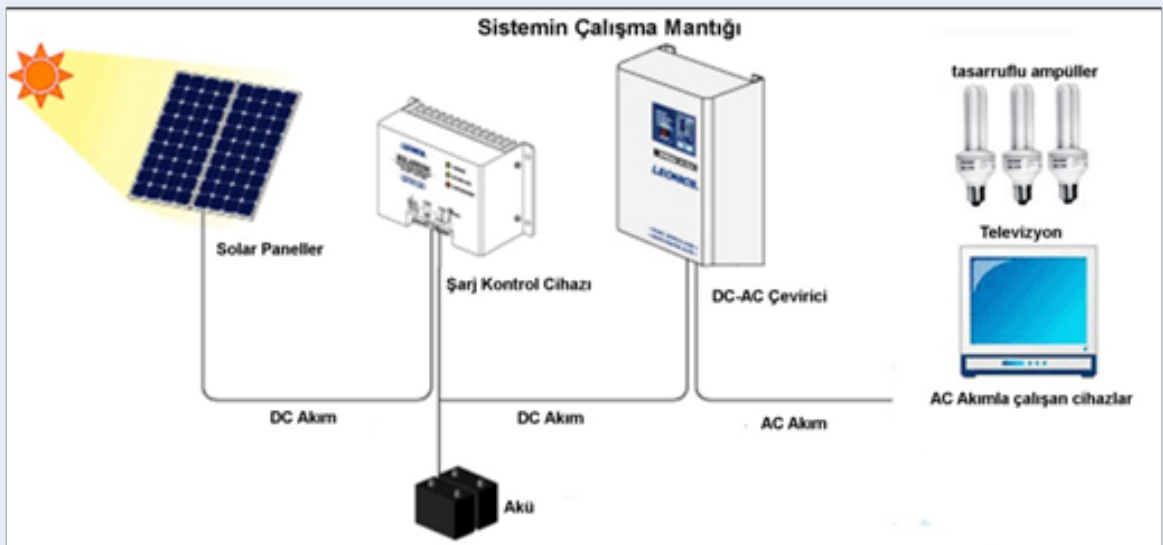 Sistemin Çalışma Mantığı
tasarruflu ampüller
Solar Paneller
Şarj Kontrol Cihazı
LEONICS
DC-AC Çevirici
Televizyon
AC Akımla çalışan cihazlar
DC Akım
DC Akım
AC Akım
Akü